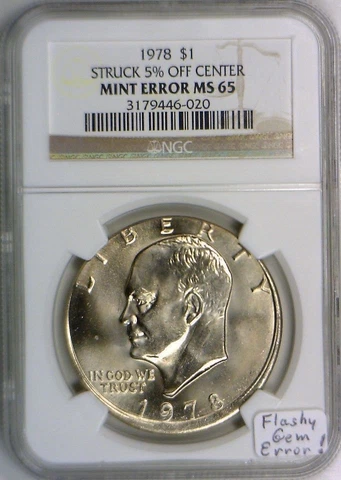 1978 $1
STRUCK 5% OFF CENTER
MINT ERROR MS 65
3179446-020
NGC
LIBERTY
IN GOD WE
TRUST
1978
Flashy
Gem
Error!